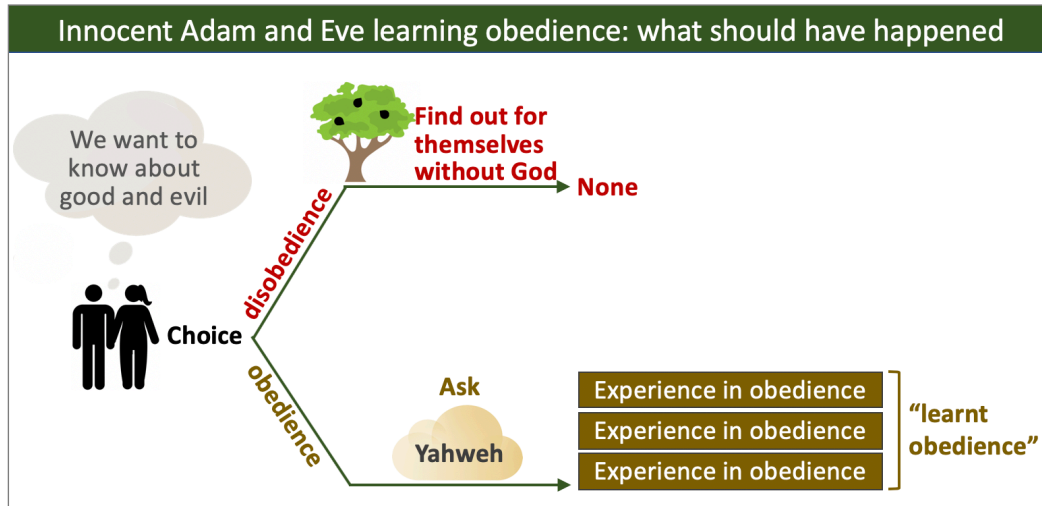 Innocent Adam and Eve learning obedience: what should have happened
We want to
know about
good and evil
Choice
disobedience
Find out for
themselves
without God
None
obedience
Ask
Yahweh
Experience in obedience
Experience in obedience
Experience in obedience
“learnt
obedience”